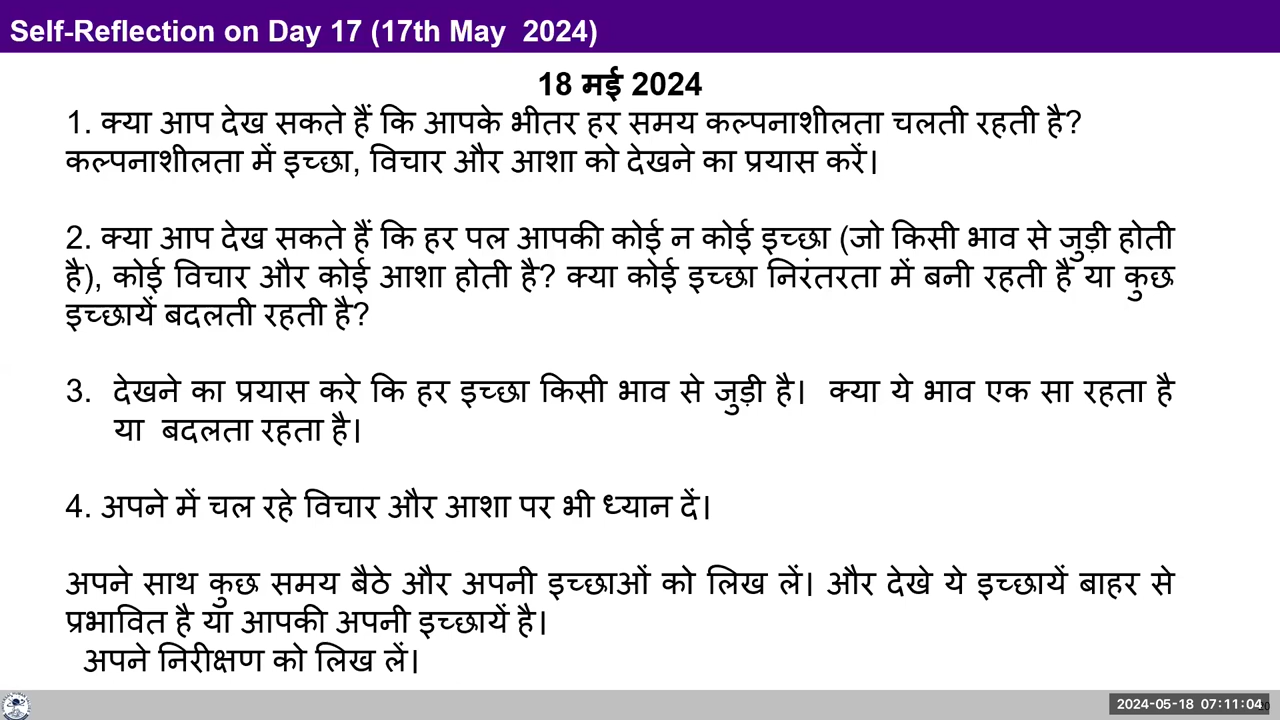 Self-Reflection on Day 17 (17th May 2024)
18 मई 2024
1. क्या आप देख सकते हैं कि आपके भीतर हर समय कल्पनाशीलता चलती रहती है?
कल्पनाशीलता में इच्छा, विचार और आशा को देखने का प्रयास करें।
2. क्या आप देख सकते हैं कि हर पल आपकी कोई न कोई इच्छा (जो किसी भाव से जुड़ी होती
है), कोई विचार और कोई आशा होती है? क्या कोई इच्छा निरंतरता में बनी रहती है या कुछ
इच्छायें बदलती रहती है?
3. देखने का प्रयास करे कि हर इच्छा किसी भाव से जुड़ी है। क्या ये भाव एक सा रहता है
या बदलता रहता है।
4. अपने में चल रहे विचार और आशा पर भी ध्यान दें।
अपने साथ कुछ समय बैठे और अपनी इच्छाओं को लिख लें। और देखे ये इच्छायें बाहर से
प्रभावित है या आपकी अपनी इच्छायें है।
अपने निरीक्षण को लिख लें।
2024-05-18 07:11:04